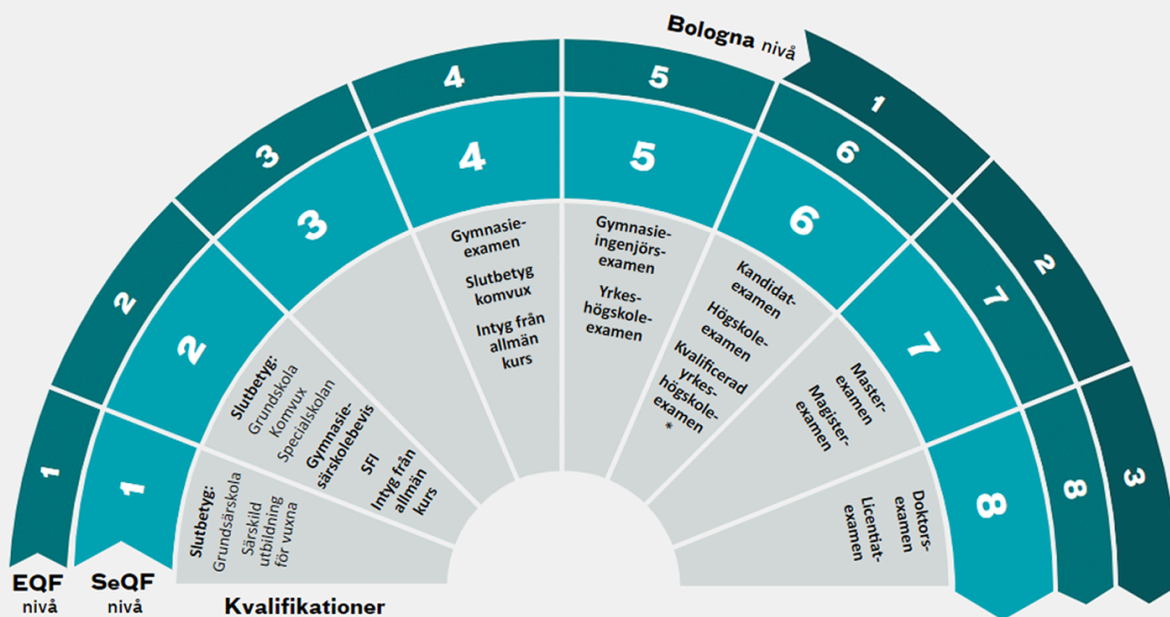 Bologna nivå
1
2
3
1
2
3
4
5
6
7
8
1
2
3
4
5
6
7
8
Slutbetyg:
Grundsärskola
Särskild
utbildning
för vuxna
Slutbetyg:
Grundskola
Komvux
Specialskolan
Gymnasie-
särskolebevis
SFI
Intyg från
allmän
kurs
Gymnasie-
examen
Slutbetyg
komvux
Intyg från
allmän
kurs
Gymnasie-
ingenjörs-
examen
Yrkes-
högskole-
examen
Kandidat-
examen
Högskole-
examen
Kvalificerad
yrkes-
högskole-
examen
*
Master-
examen
Magister-
examen
Doktors-
examen
Licentiat-
examen
EQF
nivå
SeQF
nivå
Kvalifikationer